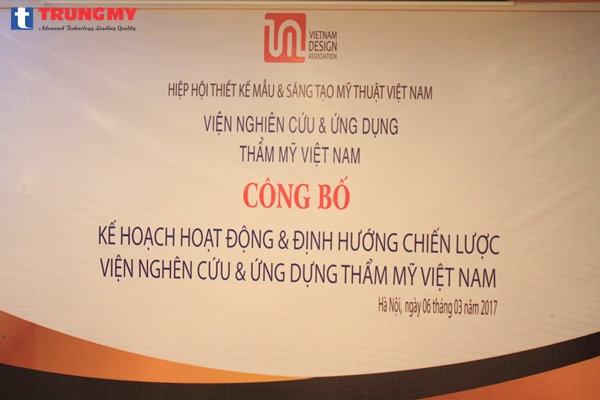 t TRUNGMY
Advanced Technology Leading Quality
VIETNAM
DESIGN
ASSOCIATION
HIỆP HỘI THIẾT KẾ MẪU & SÁNG TẠO MỸ THUẬT VIỆT NAM
VIỆN NGHIÊN CỨU & ỨNG DỤNG
THẨM MỸ VIỆT NAM
CÔNG BỐ
KẾ HOẠCH HOẠT ĐỘNG & ĐỊNH HƯỚNG CHIẾN LƯỢC
VIỆN NGHÊN CỨU & ỨNG DỰNG THẨM MỸ VIỆT NAM
Hà Nội, ngày 06 tháng 03 năm 2017